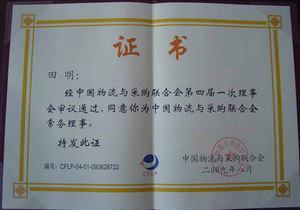 证书
田明：
经中国物流与采购联合会第四届一次理事
会审议通过，同意你为中国物流与采购联合会
常务理事。
特发此证
编号：CFLP-04-01-090828722
CFLP
中国物流与采购联合会
二〇〇九年八月